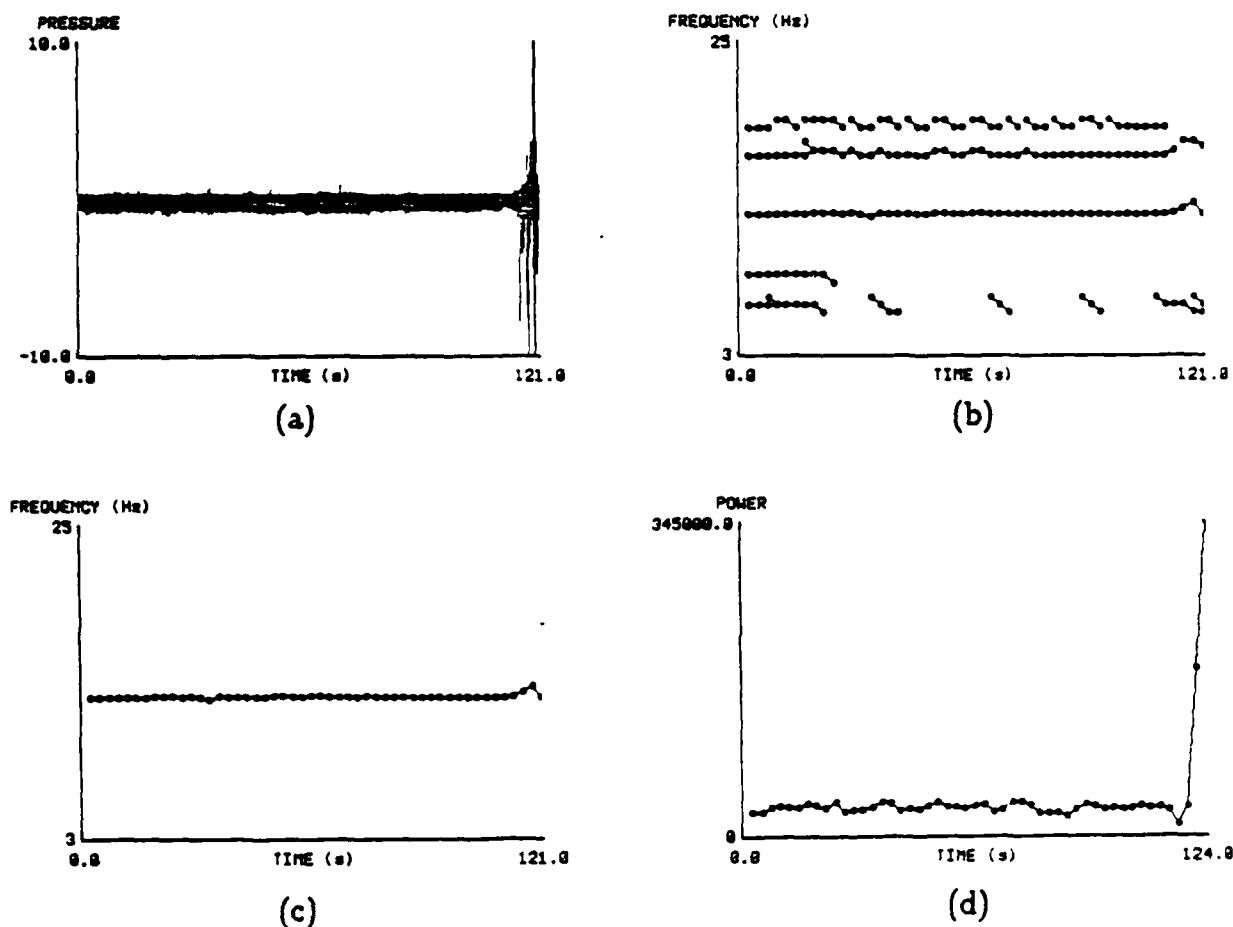 PRESSURE
10.0
-10.0
0.0 TIME (s) 121.0
(a)
FREQUENCY (Hz)
25
3
0.0 TIME (s) 121.0
(b)
FREQUENCY (Hz)
25
3
0.0 TIME (s) 121.0
(c)
POWER
345000.0
0
0.0 TIME (s) 124.0
(d)